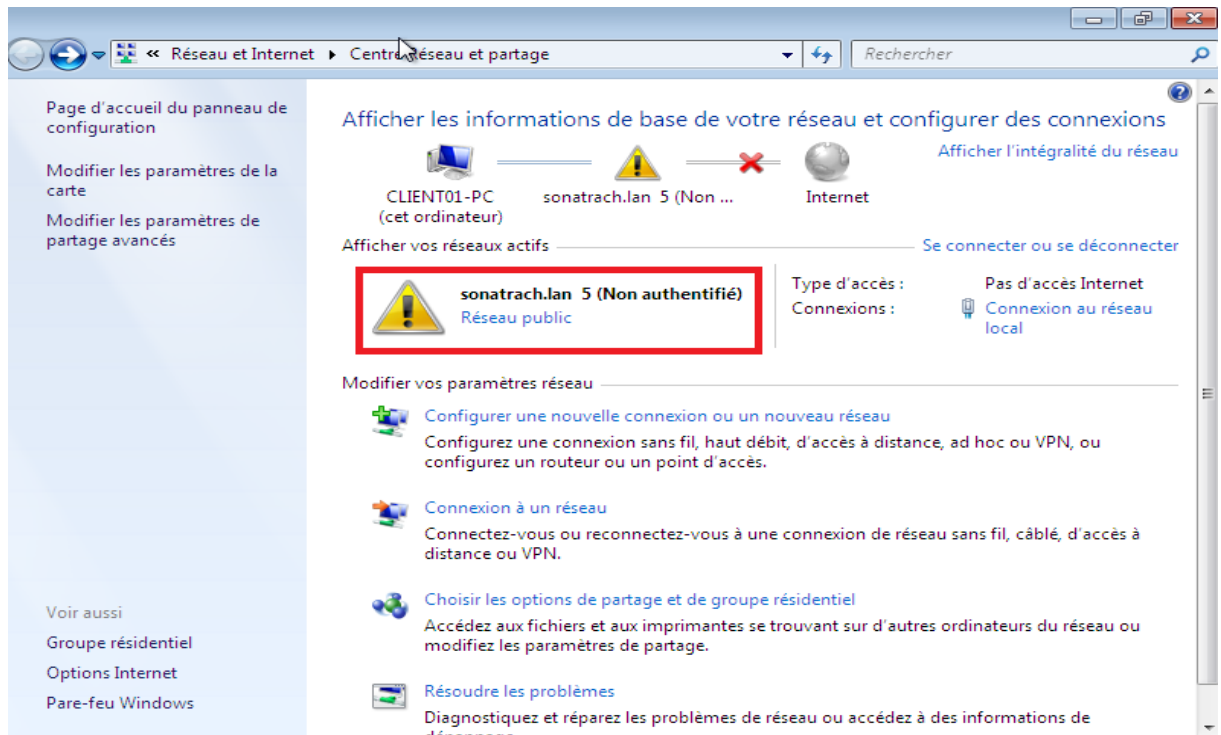 « Réseau et Internet ▸ Centre Réseau et partage
Rechercher
Page d'accueil du panneau de
configuration
Modifier les paramètres de la
carte
Modifier les paramètres de
partage avancés
Voir aussi
Groupe résidentiel
Options Internet
Pare-feu Windows
Afficher les informations de base de votre réseau et configurer des connexions
Afficher l'intégralité du réseau
CLIENT01-PC
(cet ordinateur)
sonatrach.lan 5 (Non ...
Internet
Afficher vos réseaux actifs
Se connecter ou se déconnecter
sonatrach.lan 5 (Non authentifié)
Réseau public
Type d'accès : Pas d'accès Internet
Connexions : Connexion au réseau
local
Modifier vos paramètres réseau
Configurer une nouvelle connexion ou un nouveau réseau
Configurez une connexion sans fil, haut débit, d'accès à distance, ad hoc ou VPN, ou
configurez un routeur ou un point d'accès.
Connexion à un réseau
Connectez-vous ou reconnectez-vous à une connexion de réseau sans fil, câblé, d'accès à
distance ou VPN.
Choisir les options de partage et de groupe résidentiel
Accédez aux fichiers et aux imprimantes se trouvant sur d'autres ordinateurs du réseau ou
modifiez les paramètres de partage.
Résoudre les problèmes
Diagnostiquez et réparez les problèmes de réseau ou accédez à des informations de